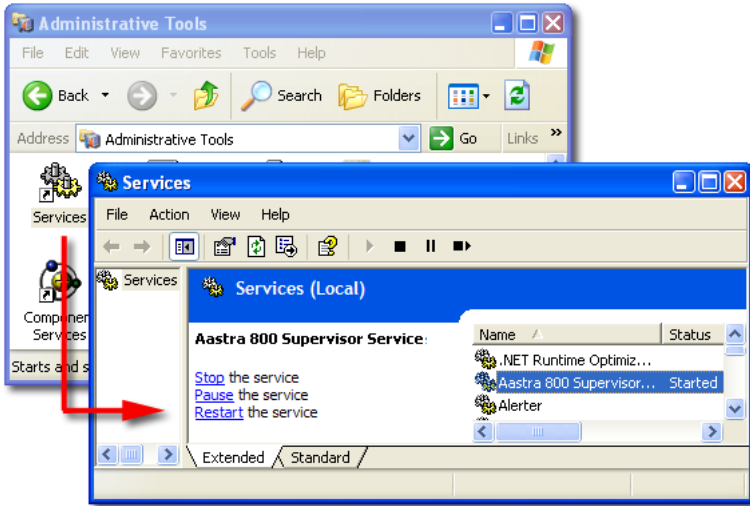 Administrative Tools
File Edit View Favorites Tools Help
Back Search Folders
Address Administrative Tools Go Links »
Services
Component
Services
Starts and s
Services
File Action View Help
Services
Services (Local)
Aastra 800 Supervisor Service
Stop the service
Pause the service
Restart the service
Name Status
.NET Runtime Optimiz...
Aastra 800 Supervisor... Started
Alerter
Extended Standard